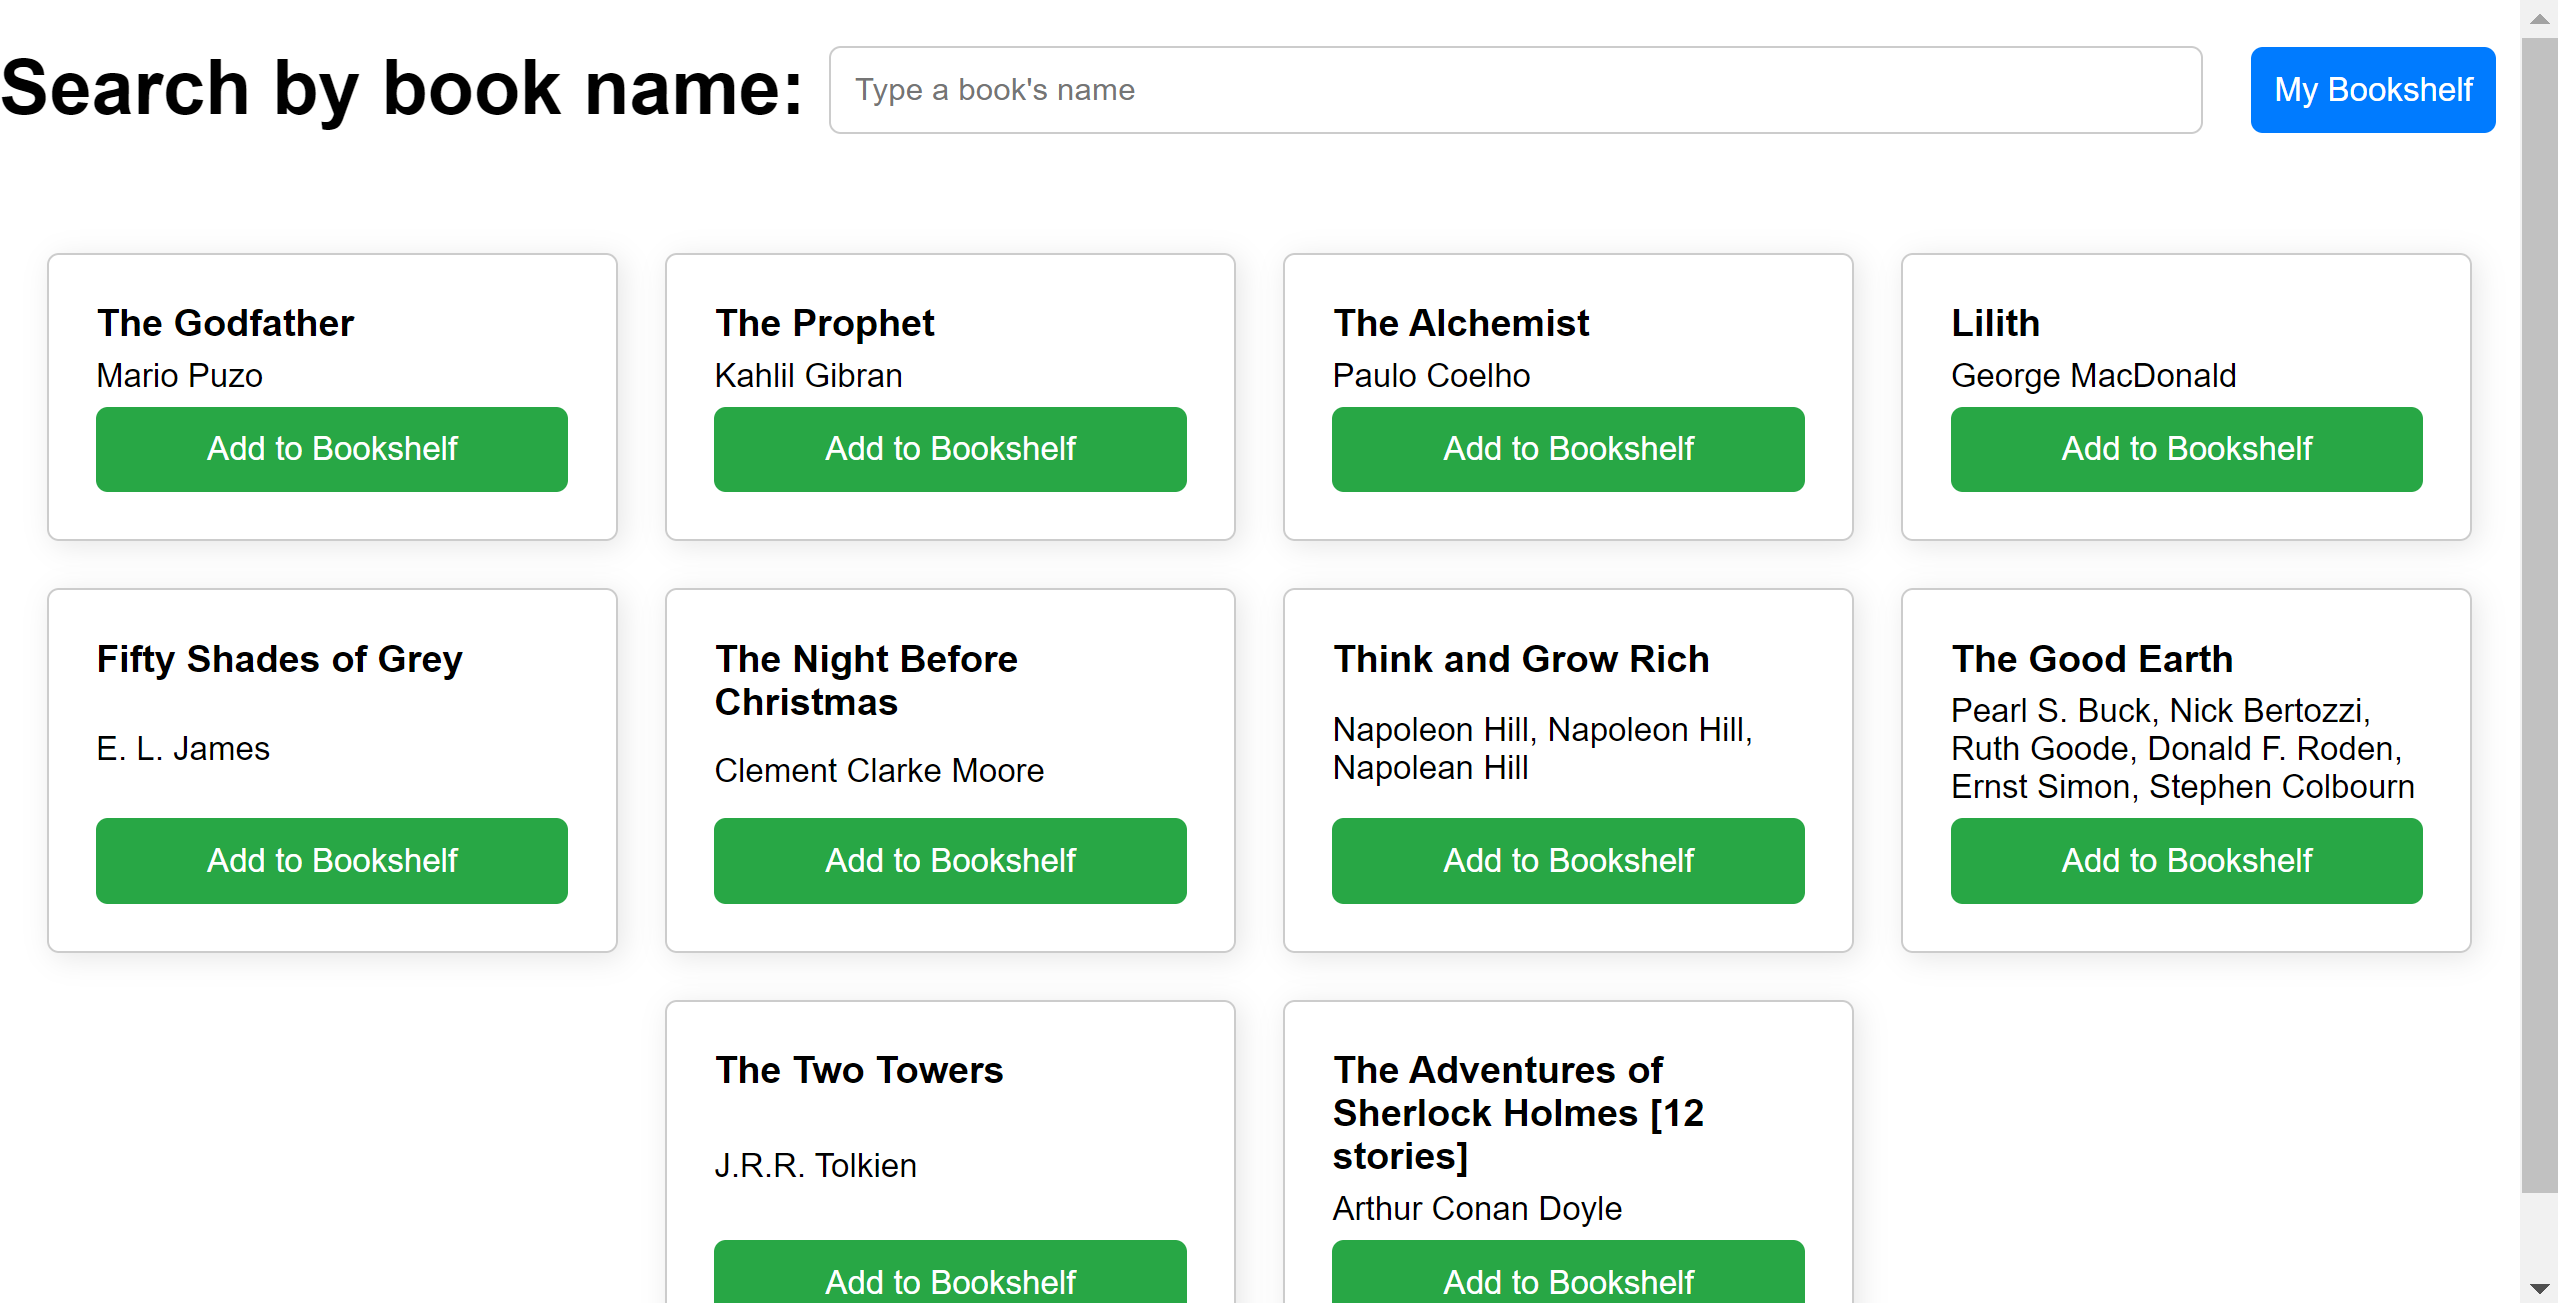 Search by book name:
Type a book's name
My Bookshelf
The Godfather
Mario Puzo
Add to Bookshelf
The Prophet
Kahlil Gibran
Add to Bookshelf
The Alchemist
Paulo Coelho
Add to Bookshelf
Lilith
George MacDonald
Add to Bookshelf
Fifty Shades of Grey
E. L. James
Add to Bookshelf
The Night Before
Christmas
Clement Clarke Moore
Add to Bookshelf
Think and Grow Rich
Napoleon Hill, Napoleon Hill,
Napolean Hill
Add to Bookshelf
The Good Earth
Pearl S. Buck, Nick Bertozzi,
Ruth Goode, Donald F. Roden,
Ernst Simon, Stephen Colbourn
Add to Bookshelf
The Two Towers
J.R.R. Tolkien
Add to Bookshelf
The Adventures of
Sherlock Holmes [12
stories]
Arthur Conan Doyle
Add to Bookshelf